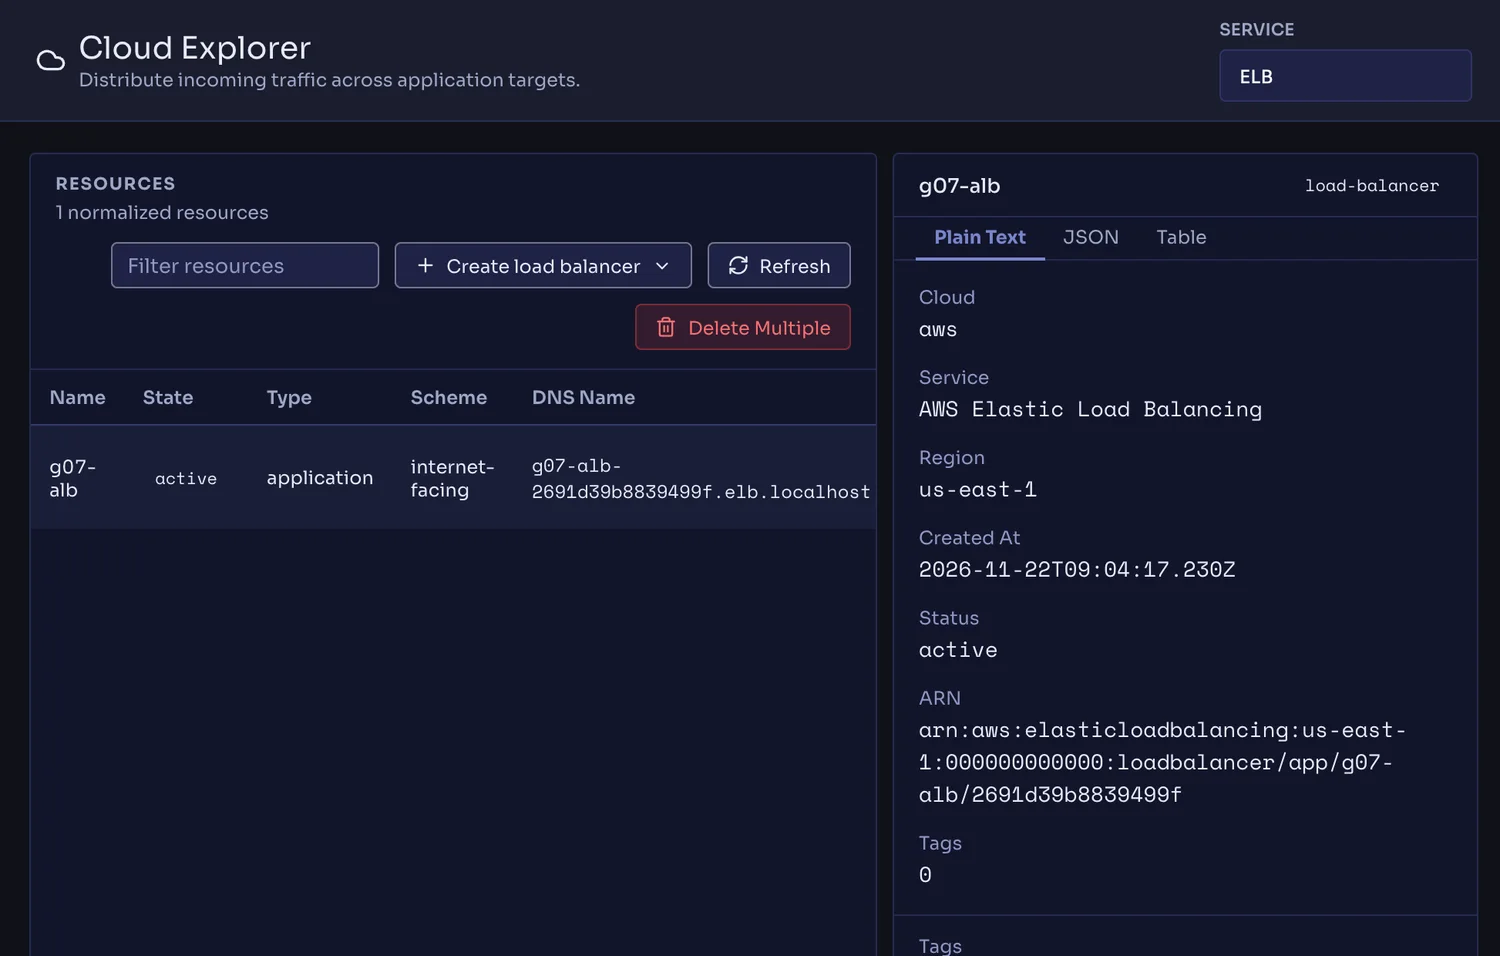 Cloud Explorer
Distribute incoming traffic across application targets.
SERVICE
ELB
RESOURCES
1 normalized resources
Filter resources
Create load balancer
Refresh
Delete Multiple
Name State Type Scheme DNS Name
g07-
alb
active
application
internet-
facing
g07-alb-
2691d39b8839499f.elb.localhost
g07-alb
load-balancer
Plain Text JSON Table
Cloud
aws
Service
AWS Elastic Load Balancing
Region
us-east-1
Created At
2026-11-22T09:04:17.230Z
Status
active
ARN
arn:aws:elasticloadbalancing:us-east-
1:000000000000:loadbalancer/app/g07-
alb/2691d39b8839499f
Tags
0
Tags